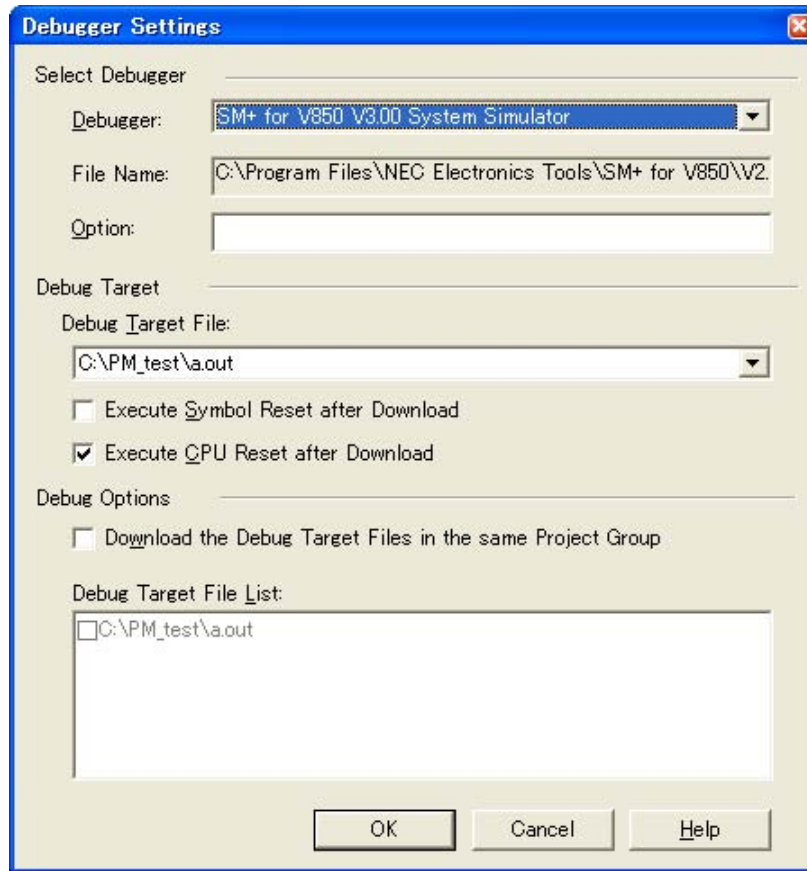 Debugger Settings
Select Debugger
Debugger: SM+ for V850 V3.00 System Simulator
File Name: C:\Program Files\NEC Electronics Tools\SM+ for V850\V2.
Option:
Debug Target
Debug Target File:
C:\PM_test\a.out
Execute Symbol Reset after Download
Execute CPU Reset after Download
Debug Options
Download the Debug Target Files in the same Project Group
Debug Target File List:
C:\PM_test\a.out
OK Cancel Help